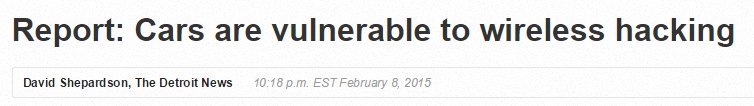 Report: Cars are vulnerable to wireless hacking
David Shepardson, The Detroit News 10:18 p.m. EST February 8, 2015